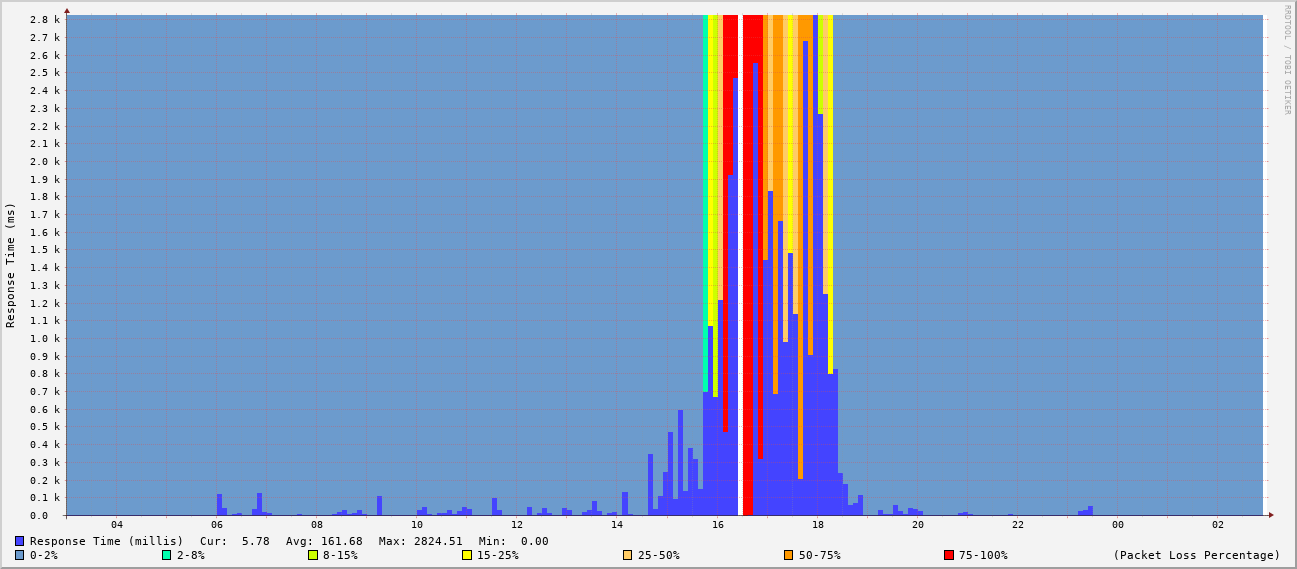 RRDTOOL / TOBI OETIKER
Response Time (ms)
2.8 k
2.7 k
2.6 k
2.5 k
2.4 k
2.3 k
2.2 k
2.1 k
2.0 k
1.9 k
1.8 k
1.7 k
1.6 k
1.5 k
1.4 k
1.3 k
1.2 k
1.1 k
1.0 k
0.9 k
0.8 k
0.7 k
0.6 k
0.5 k
0.4 k
0.3 k
0.2 k
0.1 k
0.0
04 06 08 10 12 14 16 18 20 22 00 02
Response Time (millis) Cur: 5.78 Avg: 161.68 Max: 2824.51 Min: 0.00
0-2% 2-8% 8-15% 15-25% 25-50% 50-75% 75-100% (Packet Loss Percentage)